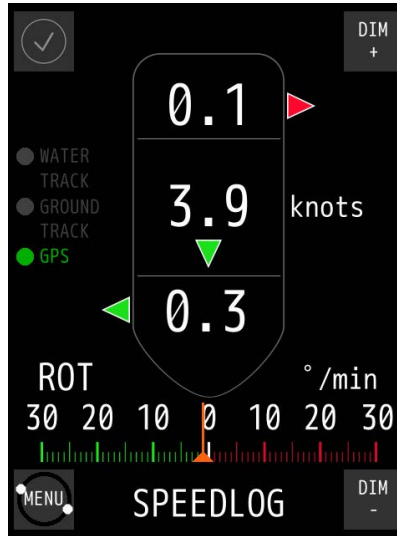 DIM
+
0.1
WATER
TRACK
GROUND
TRACK
GPS
3.9
knots
0.3
ROT
°/min
30 20 10 0 10 20 30
MENU
SPEEDLOG
DIM
-